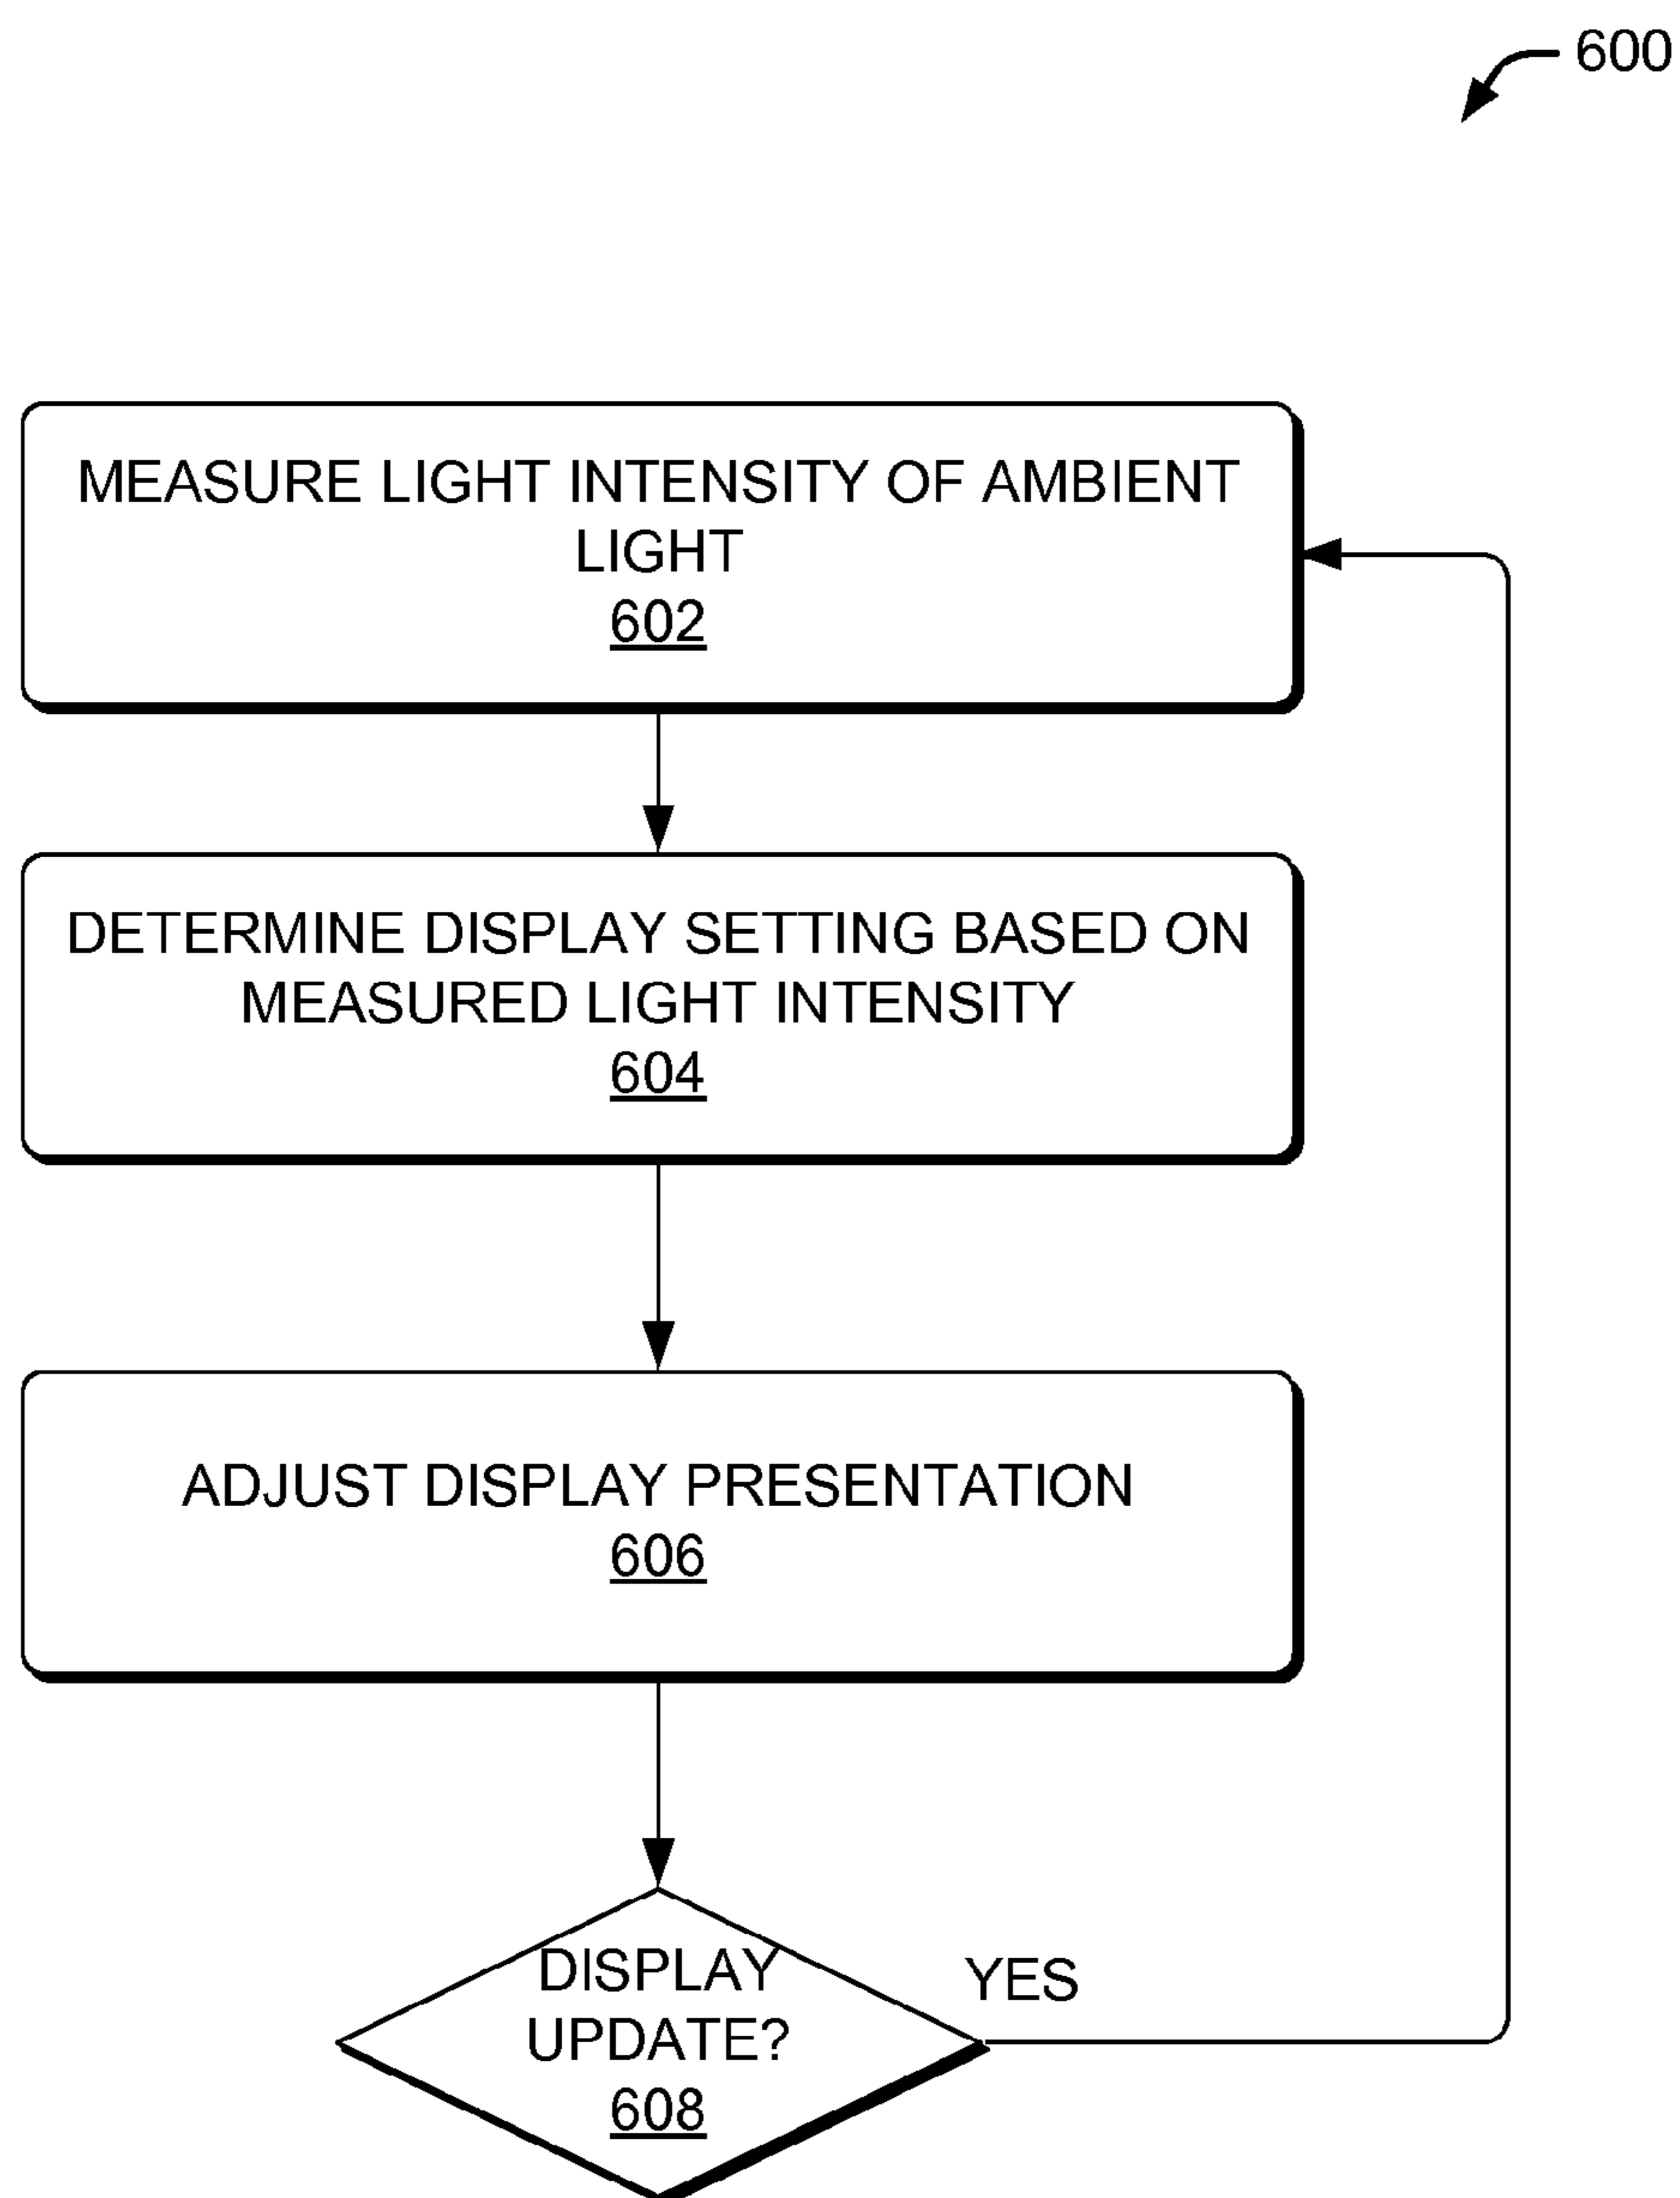 600
MEASURE LIGHT INTENSITY OF AMBIENT
LIGHT
602
DETERMINE DISPLAY SETTING BASED ON
MEASURED LIGHT INTENSITY
604
ADJUST DISPLAY PRESENTATION
606
DISPLAY
UPDATE?
608
YES